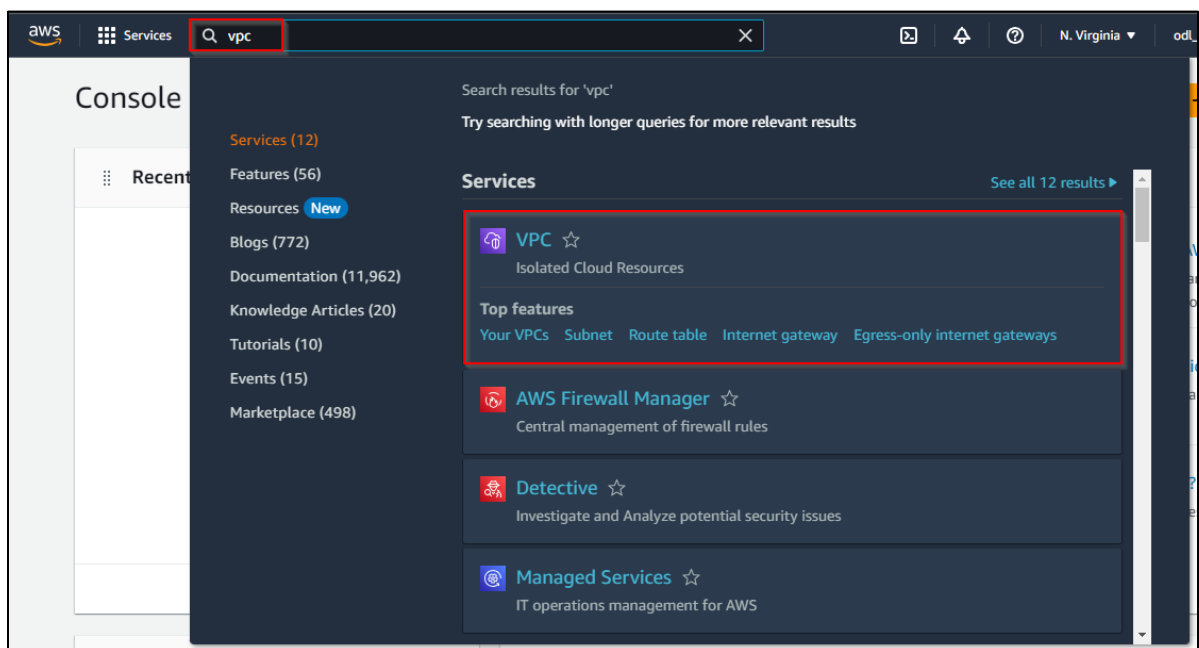 aws Services vpc N. Virginia ▼ odl_
Console
Recent
Services (12)
Features (56)
Resources New
Blogs (772)
Documentation (11,962)
Knowledge Articles (20)
Tutorials (10)
Events (15)
Marketplace (498)
Search results for 'vpc'
Try searching with longer queries for more relevant results
Services See all 12 results ▶
VPC
Isolated Cloud Resources
Top features
Your VPCs Subnet Route table Internet gateway Egress-only internet gateways
AWS Firewall Manager
Central management of firewall rules
Detective
Investigate and Analyze potential security issues
Managed Services
IT operations management for AWS